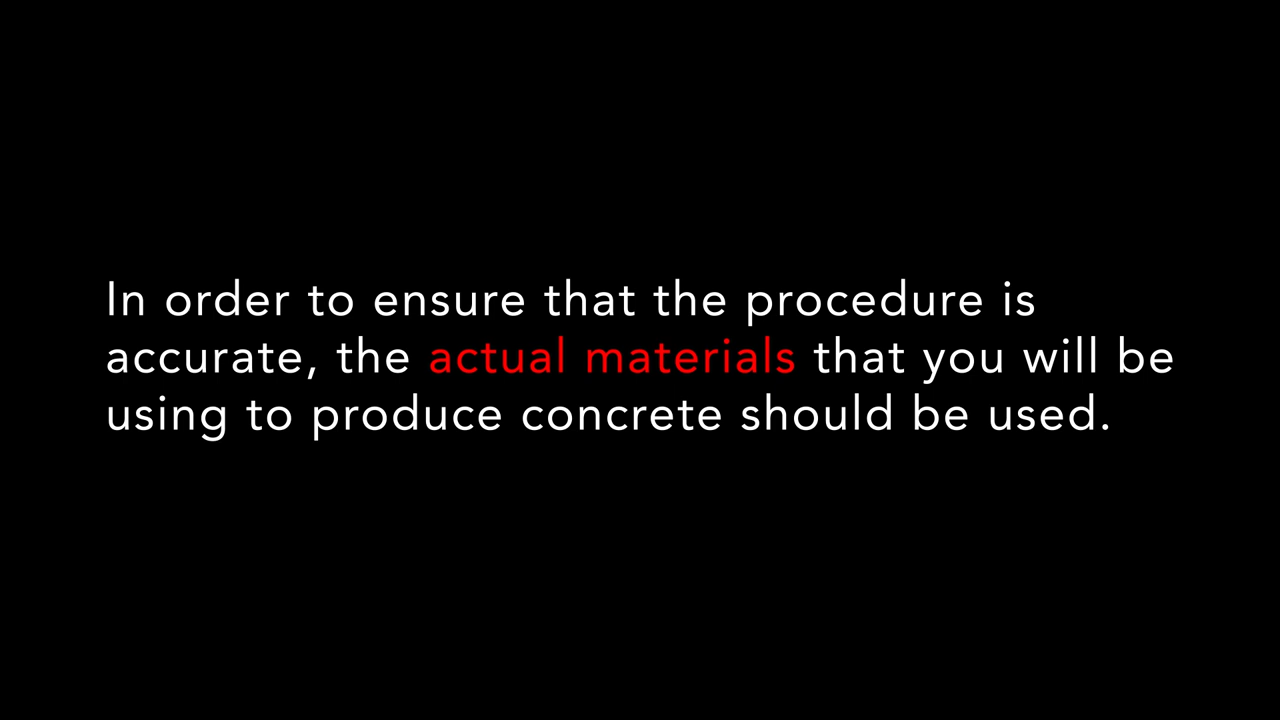 In order to ensure that the procedure is
accurate, the actual materials that you will be
using to produce concrete should be used.